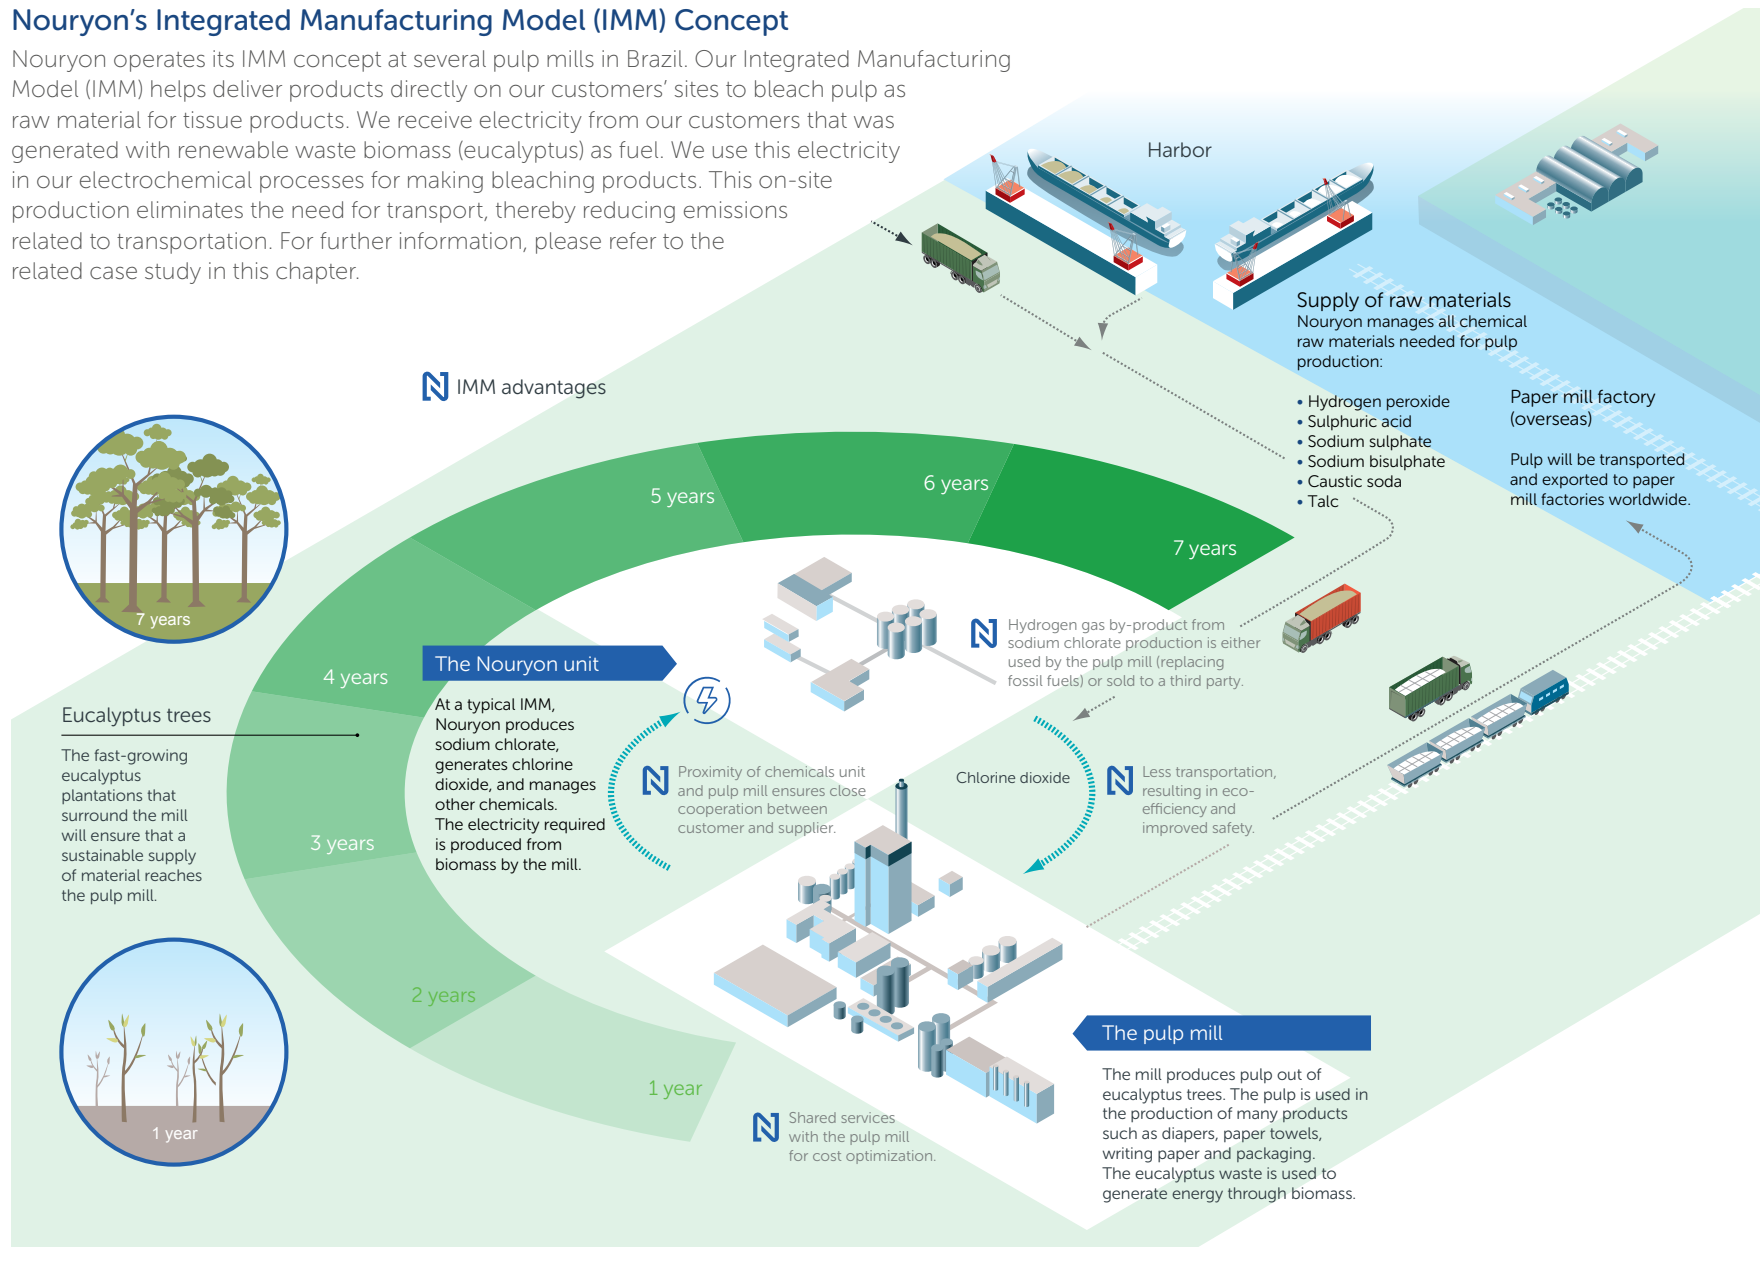 Nouryon's Integrated Manufacturing Model (IMM) Concept
Nouryon operates its IMM concept at several pulp mills in Brazil. Our Integrated Manufacturing
Model (IMM) helps deliver products directly on our customers' sites to bleach pulp as
raw material for tissue products. We receive electricity from our customers that was
generated with renewable waste biomass (eucalyptus) as fuel. We use this electricity
in our electrochemical processes for making bleaching products. This on-site
production eliminates the need for transport, thereby reducing emissions
related to transportation. For further information, please refer to the
related case study in this chapter.
Harbor
Supply of raw materials
Nouryon manages all chemical
raw materials needed for pulp
production:
• Hydrogen peroxide
• Sulphuric acid
• Sodium sulphate
• Sodium bisulphate
• Caustic soda
• Talc
Paper mill factory
(overseas)
Pulp will be transported
and exported to paper
mill factories worldwide.
IMM advantages
5 years
6 years
7 years
4 years
3 years
2 years
1 year
7 years
Eucalyptus trees
The fast-growing
eucalyptus
plantations that
surround the mill
will ensure that a
sustainable supply
of material reaches
the pulp mill.
1 year
The Nouryon unit
At a typical IMM,
Nouryon produces
sodium chlorate,
generates chlorine
dioxide, and manages
other chemicals.
The electricity required
is produced from
biomass by the mill.
Hydrogen gas by-product from
sodium chlorate production is either
used by the pulp mill (replacing
fossil fuels) or sold to a third party.
Proximity of chemicals unit
and pulp mill ensures close
cooperation between
customer and supplier.
Chlorine dioxide
Less transportation,
resulting in eco-
efficiency and
improved safety.
The pulp mill
The mill produces pulp out of
eucalyptus trees. The pulp is used in
the production of many products
such as diapers, paper towels,
writing paper and packaging.
The eucalyptus waste is used to
generate energy through biomass.
Shared services
with the pulp mill
for cost optimization.